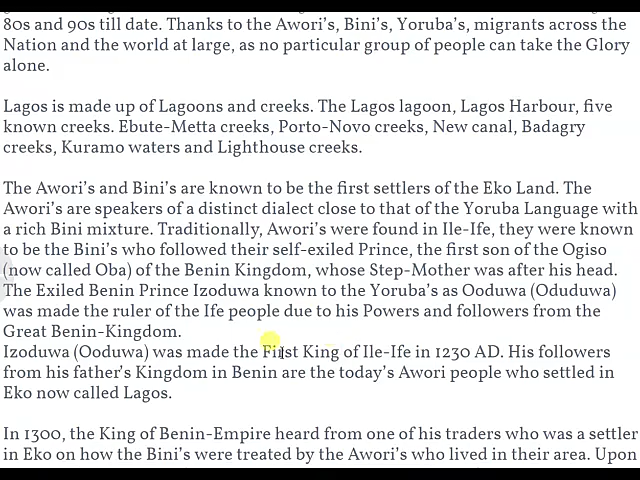 80s and 90s till date. Thanks to the Awori's, Bini's, Yoruba's, migrants across the
Nation and the world at large, as no particular group of people can take the Glory
alone.
Lagos is made up of Lagoons and creeks. The Lagos lagoon, Lagos Harbour, five
known creeks. Ebute-Metta creeks, Porto-Novo creeks, New canal, Badagry
creeks, Kuramo waters and Lighthouse creeks.
The Awori's and Bini's are known to be the first settlers of the Eko Land. The
Awori's are speakers of a distinct dialect close to that of the Yoruba Language with
a rich Bini mixture. Traditionally, Awori's were found in Ile-Ife, they were known
to be the Bini's who followed their self-exiled Prince, the first son of the Ogiso
(now called Oba) of the Benin Kingdom, whose Step-Mother was after his head.
The Exiled Benin Prince Izoduwa known to the Yoruba's as Ooduwa (Oduduwa)
was made the ruler of the Ife people due to his Powers and followers from the
Great Benin-Kingdom.
Izoduwa (Ooduwa) was made the First King of Ile-Ife in 1230 AD. His followers
from his father's Kingdom in Benin are the today's Awori people who settled in
Eko now called Lagos.
In 1300, the King of Benin-Empire heard from one of his traders who was a settler
in Eko on how the Bini's were treated by the Awori's who lived in their area. Upon